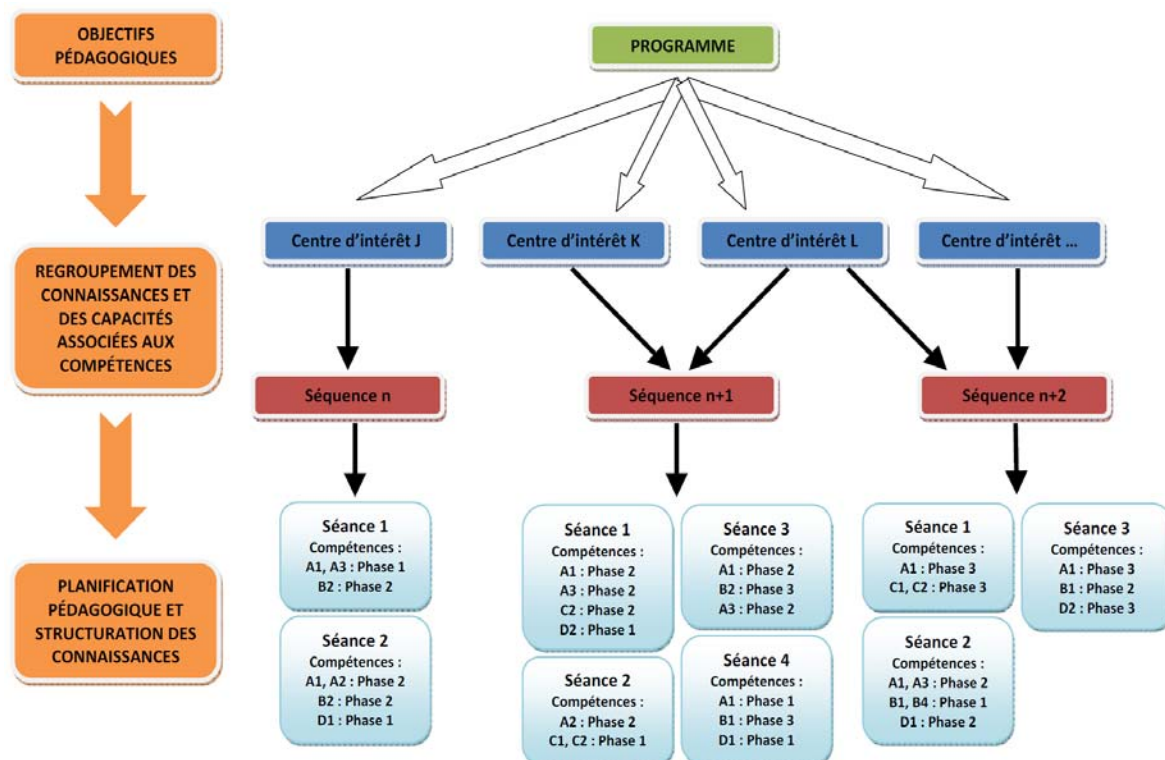 OBJECTIFS
PÉDAGOGIQUES
REGROUPEMENT DES
CONNAISSANCES ET
DES CAPACITÉS
ASSOCIÉES AUX
COMPÉTENCES
PLANIFICATION
PÉDAGOGIQUE ET
STRUCTURATION DES
CONNAISSANCES
PROGRAMME
Centre d'intérêt J
Centre d'intérêt K
Centre d'intérêt L
Centre d'intérêt ...
Séquence n
Séquence n+1
Séquence n+2
Séance 1
Compétences :
A1, A3 : Phase 1
B2 : Phase 2
Séance 2
Compétences :
A1, A2 : Phase 2
B2 : Phase 2
D1 : Phase 1
Séance 1
Compétences :
A1 : Phase 2
A3 : Phase 2
C2 : Phase 2
D2 : Phase 1
Séance 2
Compétences :
A2 : Phase 2
C1, C2 : Phase 1
Séance 3
Compétences :
A1 : Phase 2
B2 : Phase 3
A3 : Phase 2
Séance 4
Compétences :
A1 : Phase 1
B1 : Phase 3
D1 : Phase 1
Séance 1
Compétences :
A1 : Phase 3
C1, C2 : Phase 3
Séance 2
Compétences :
A1, A3 : Phase 2
B1, B4 : Phase 1
D1 : Phase 2
Séance 3
Compétences :
A1 : Phase 3
B1 : Phase 2
D2 : Phase 3